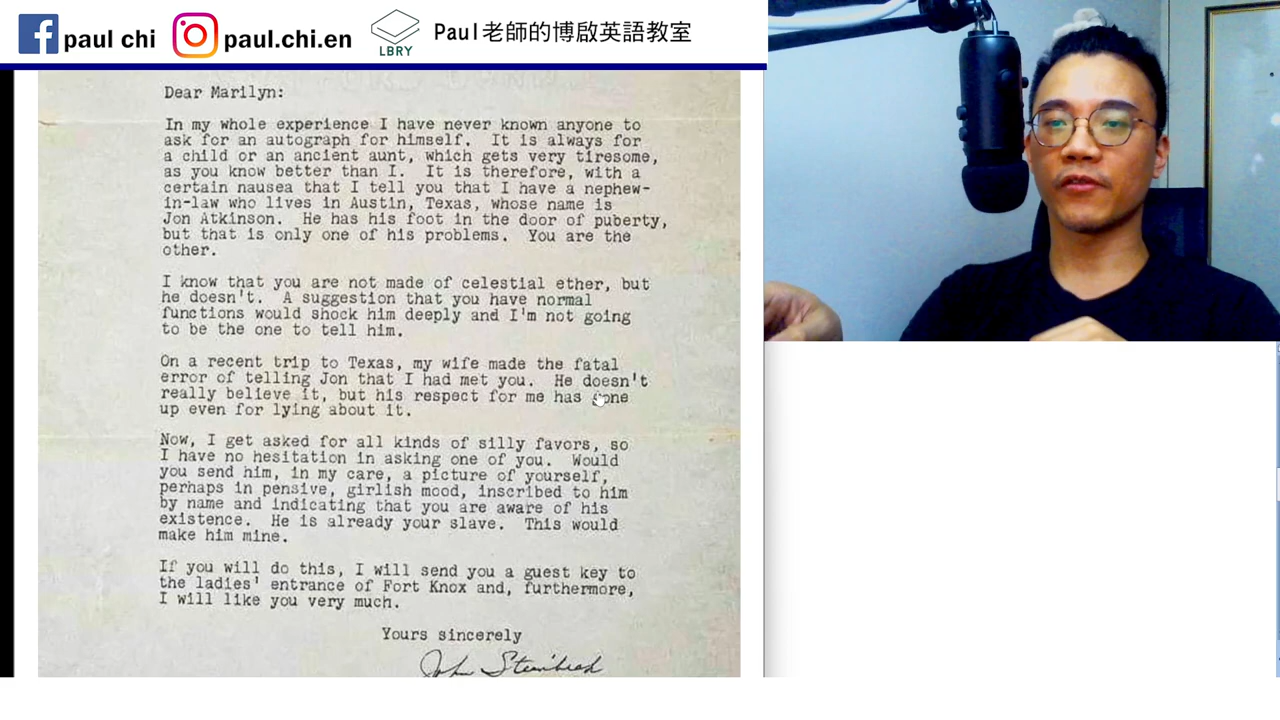 paul chi
paul.chi.en
LBRY
Paul老師的博啟英語教室
Dear Marilyn:
In my whole experience I have never known anyone to
ask for an autograph for himself. It is always for
a child or an ancient aunt, which gets very tiresome,
as you know better than I. It is therefore, with a
certain nausea that I tell you that I have a nephew-
in-law who lives in Austin, Texas, whose name is
Jon Atkinson. He has his foot in the door of puberty,
but that is only one of his problems. You are the
other.
I know that you are not made of celestial ether, but
he doesn't. A suggestion that you have normal
functions would shock him deeply and I'm not going
to be the one to tell him.
On a recent trip to Texas, my wife made the fatal
error of telling Jon that I had met you. He doesn't
really believe it, but his respect for me has gone
up even for lying about it.
Now, I get asked for all kinds of silly favors, so
I have no hesitation in asking one of you. Would
you send him, in my care, a picture of yourself,
perhaps in pensive, girlish mood, inscribed to him
by name and indicating that you are aware of his
existence. He is already your slave. This would
make him mine.
If you will do this, I will send you a guest key to
the ladies' entrance of Fort Knox and, furthermore,
I will like you very much.
Yours sincerely
John Steinbeck